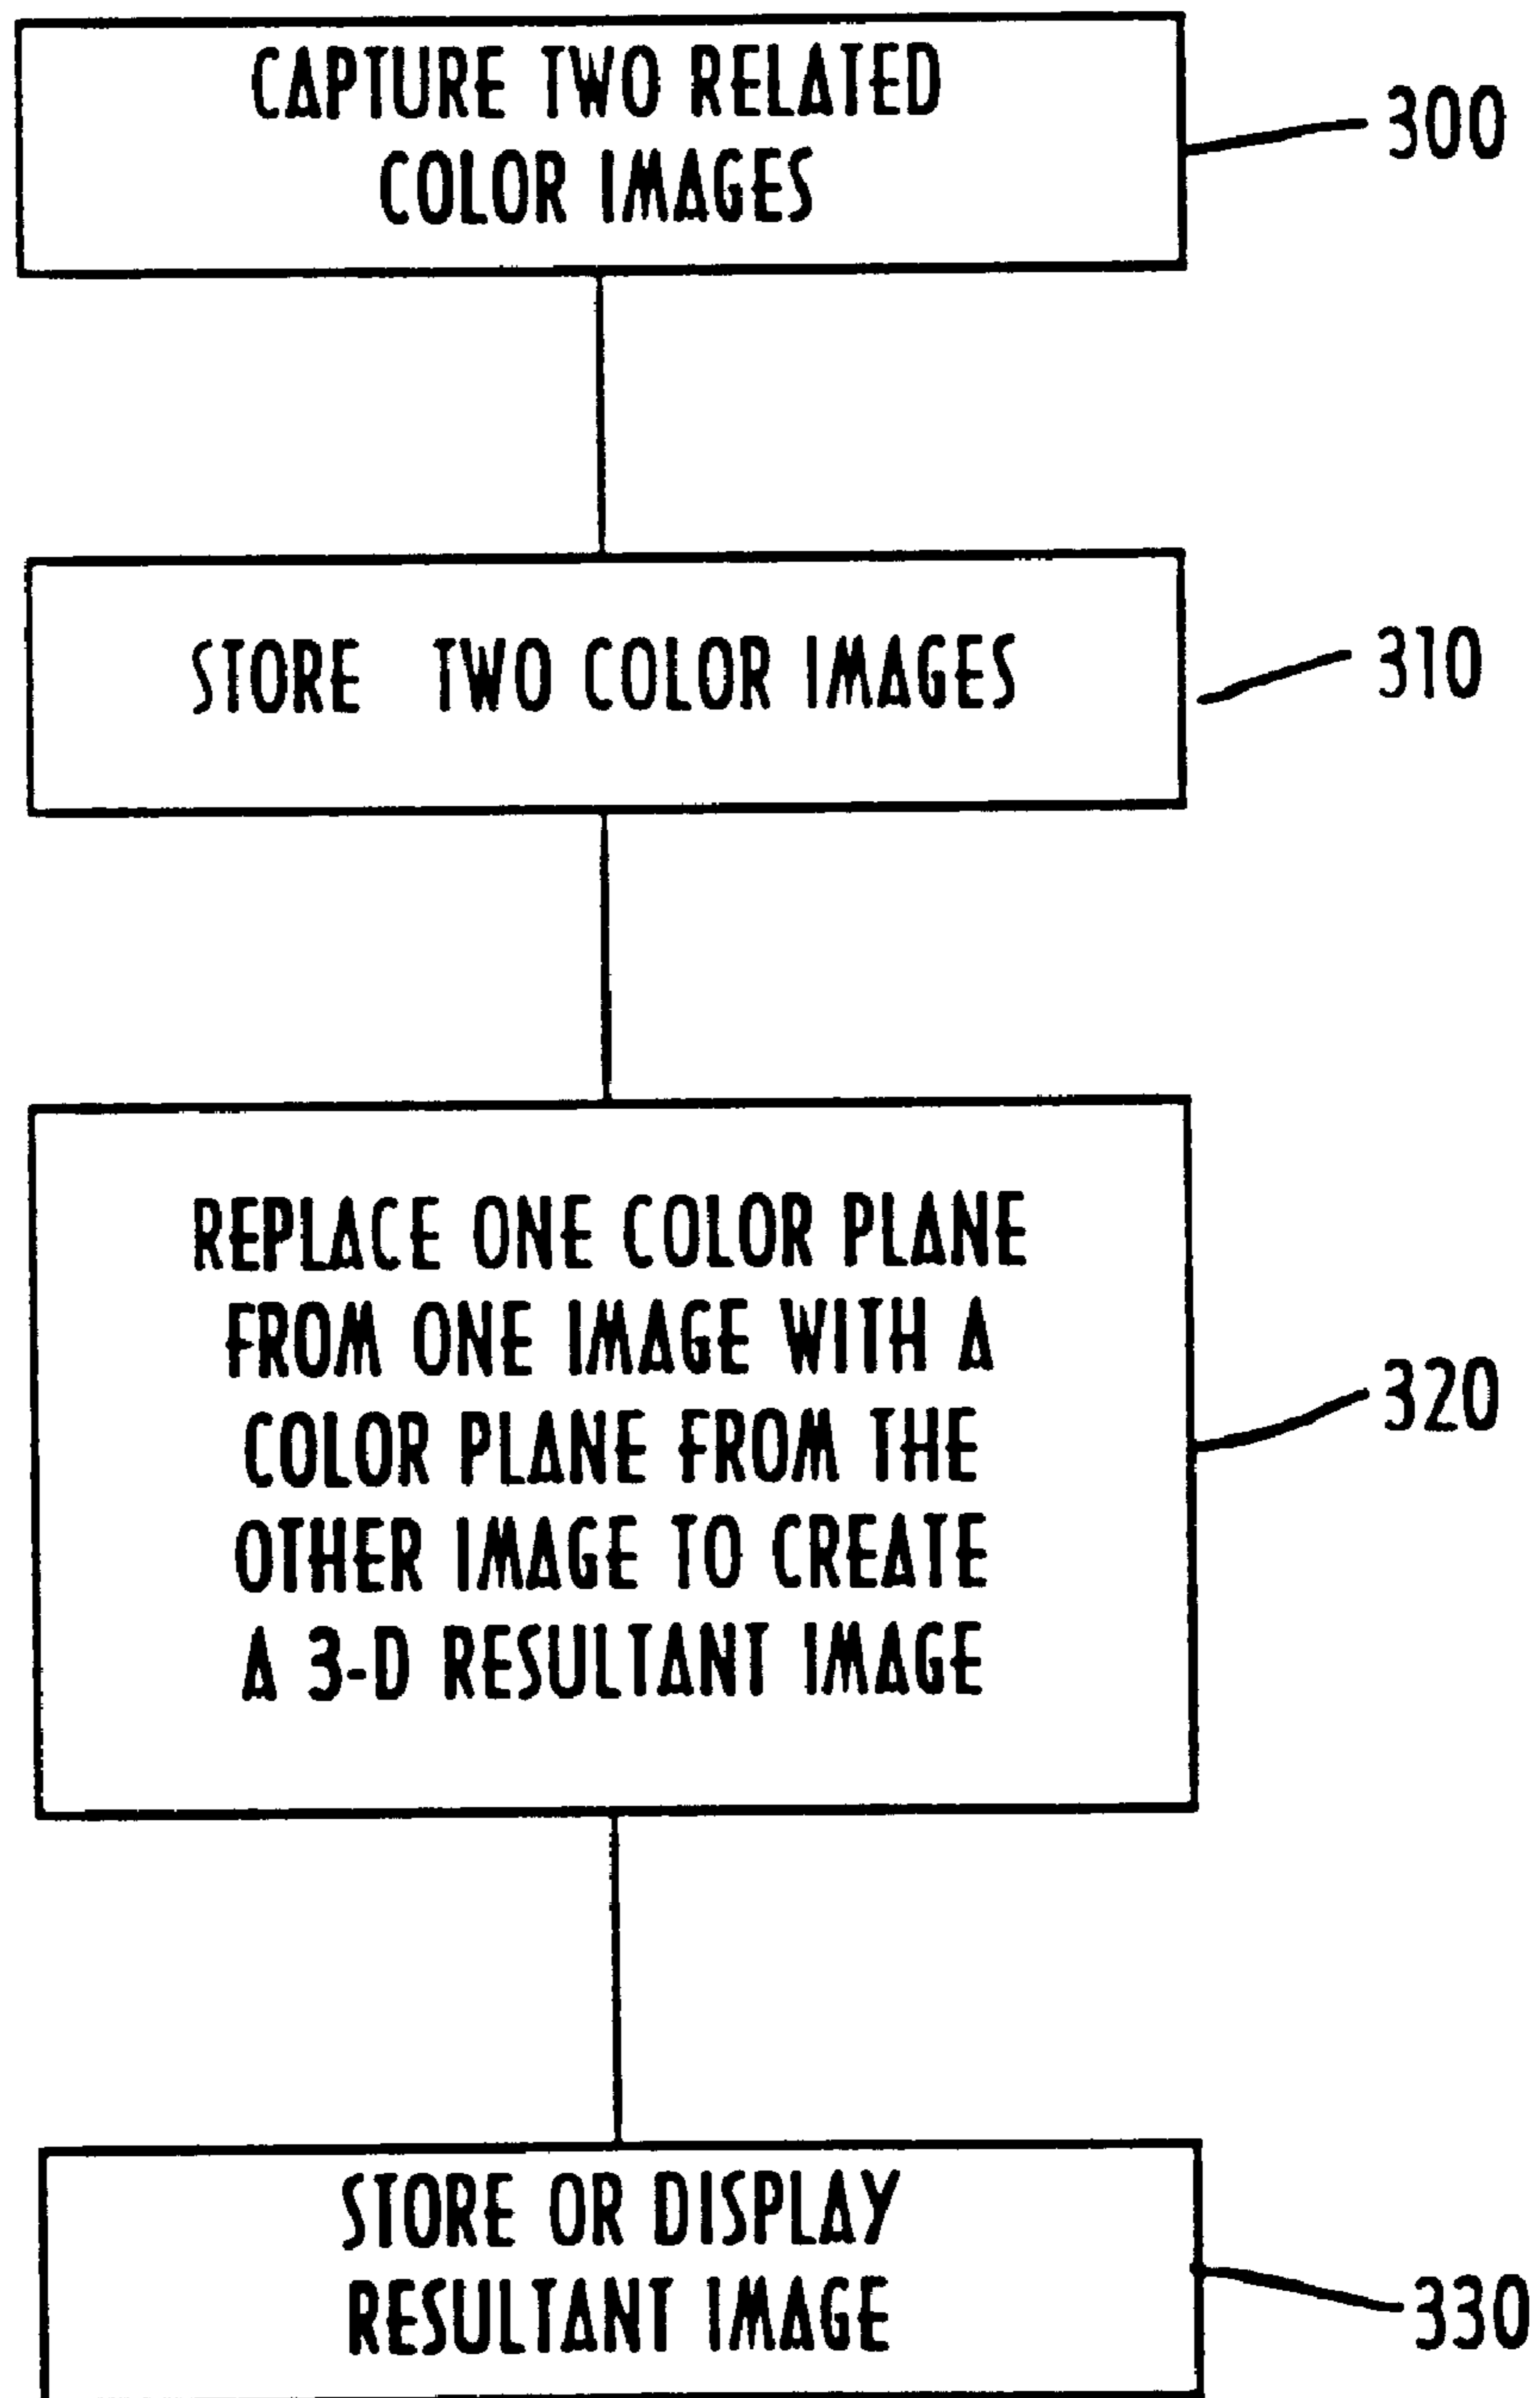 CAPTURE TWO RELATED
COLOR IMAGES
300
STORE TWO COLOR IMAGES
310
REPLACE ONE COLOR PLANE
FROM ONE IMAGE WITH A
COLOR PLANE FROM THE
OTHER IMAGE TO CREATE
A 3-D RESULTANT IMAGE
320
STORE OR DISPLAY
RESULTANT IMAGE
330